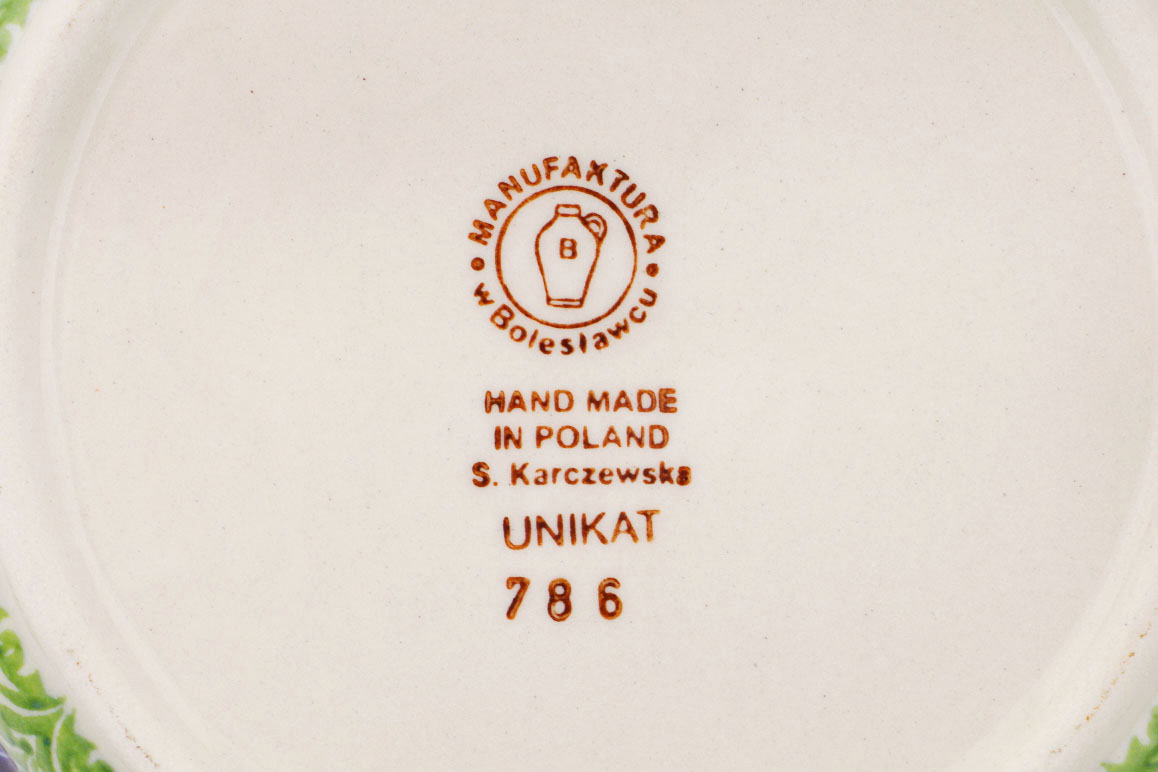 MANUFAKTURA
w Bolesławcu
B
HAND MADE
IN POLAND
S. Karczewska
UNIKAT
786